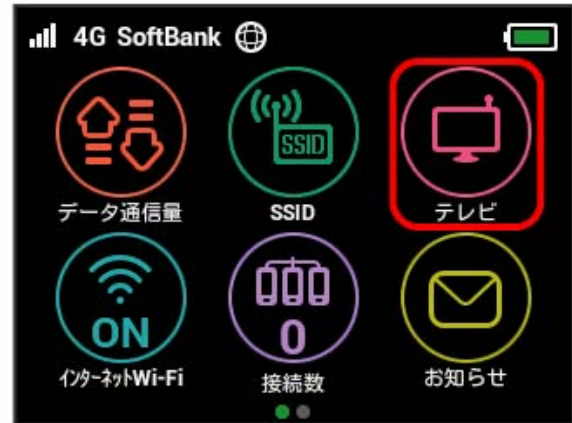 4G SoftBank
SSID
データ通信量
SSID
テレビ
ON
0
インターネットWi-Fi
接続数
お知らせ